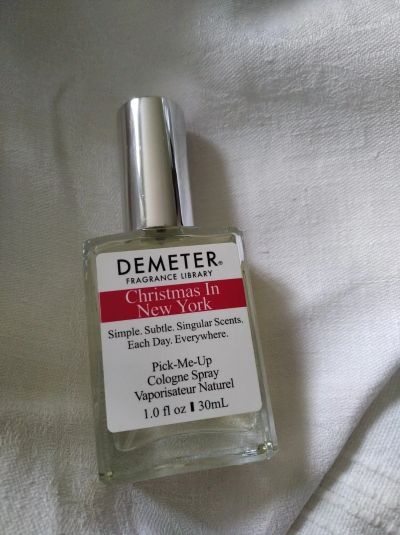 DEMETER®
FRAGRANCE LIBRARY
Christmas In
New York
Simple. Subtle. Singular Scents.
Each Day. Everywhere.
Pick-Me-Up
Cologne Spray
Vaporisateur Naturel
1.0 fl oz | 30mL